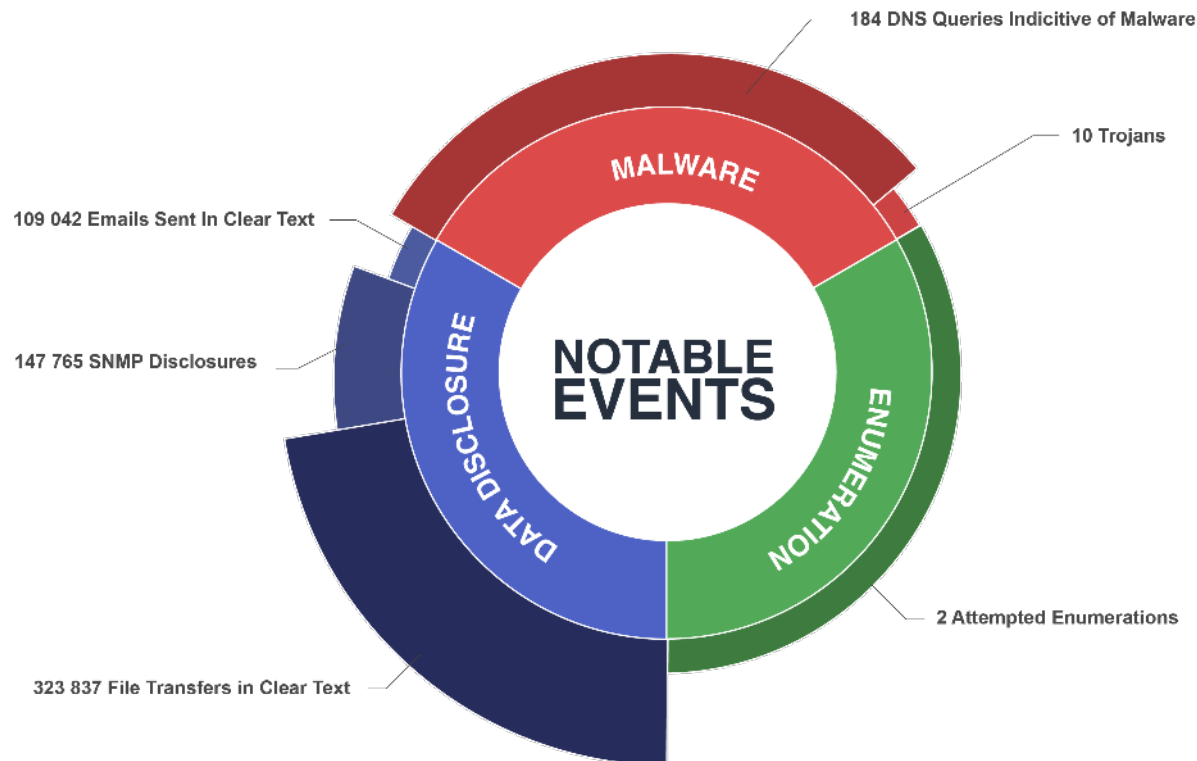 184 DNS Queries Indicitive of Malware
10 Trojans
MALWARE
109 042 Emails Sent In Clear Text
147 765 SNMP Disclosures
DATA DISCLOSURE
NOTABLE
EVENTS
ENUMERATION
2 Attempted Enumerations
323 837 File Transfers in Clear Text